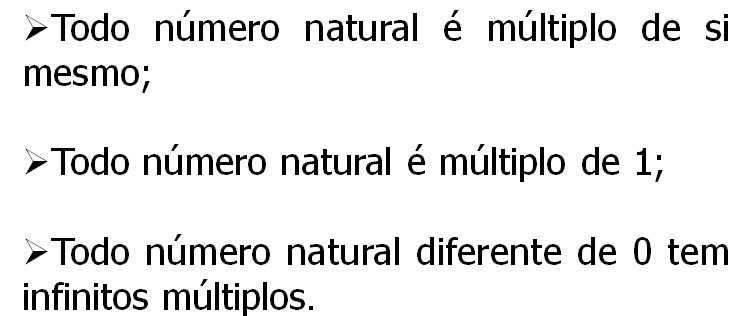 ➢Todo número natural é múltiplo de si
mesmo;
➢Todo número natural é múltiplo de 1;
➢Todo número natural diferente de 0 tem
infinitos múltiplos.